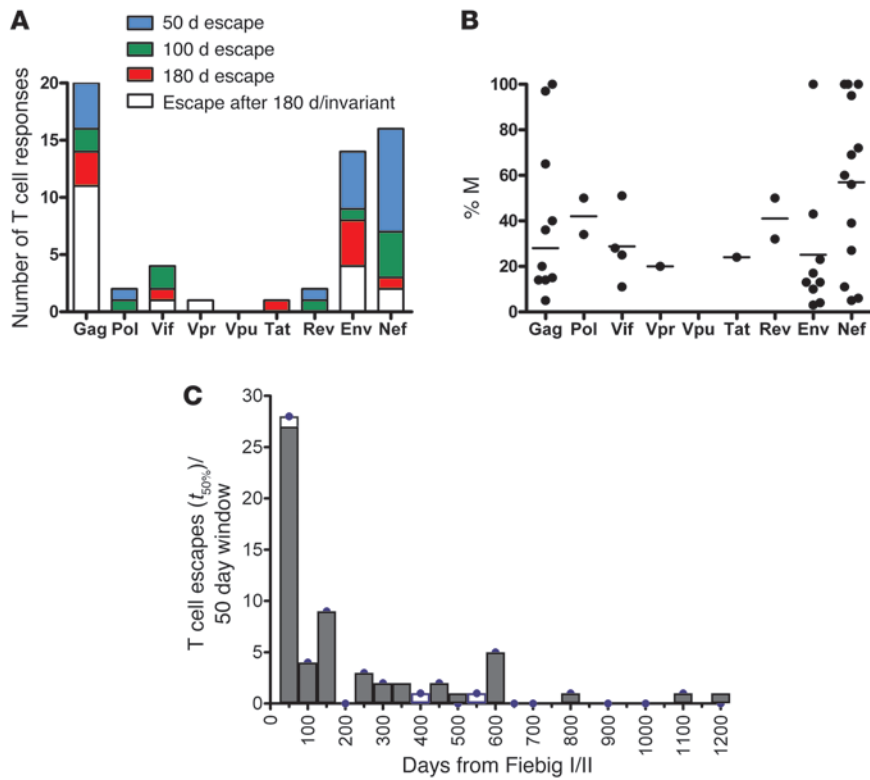 A
50 d escape
100 d escape
180 d escape
Escape after 180 d/invariant
Number of T cell responses
20
15
10
5
0
Gag Pol Vif Vpr Vpu Tat Rev Env Nef
B
% M
100
80
60
40
20
0
Gag Pol Vif Vpr Vpu Tat Rev Env Nef
C
T cell escapes (t50%)/
50 day window
30
25
20
15
10
5
0
0 100 200 300 400 500 600 700 800 900 1000 1100 1200
Days from Fiebig I/II